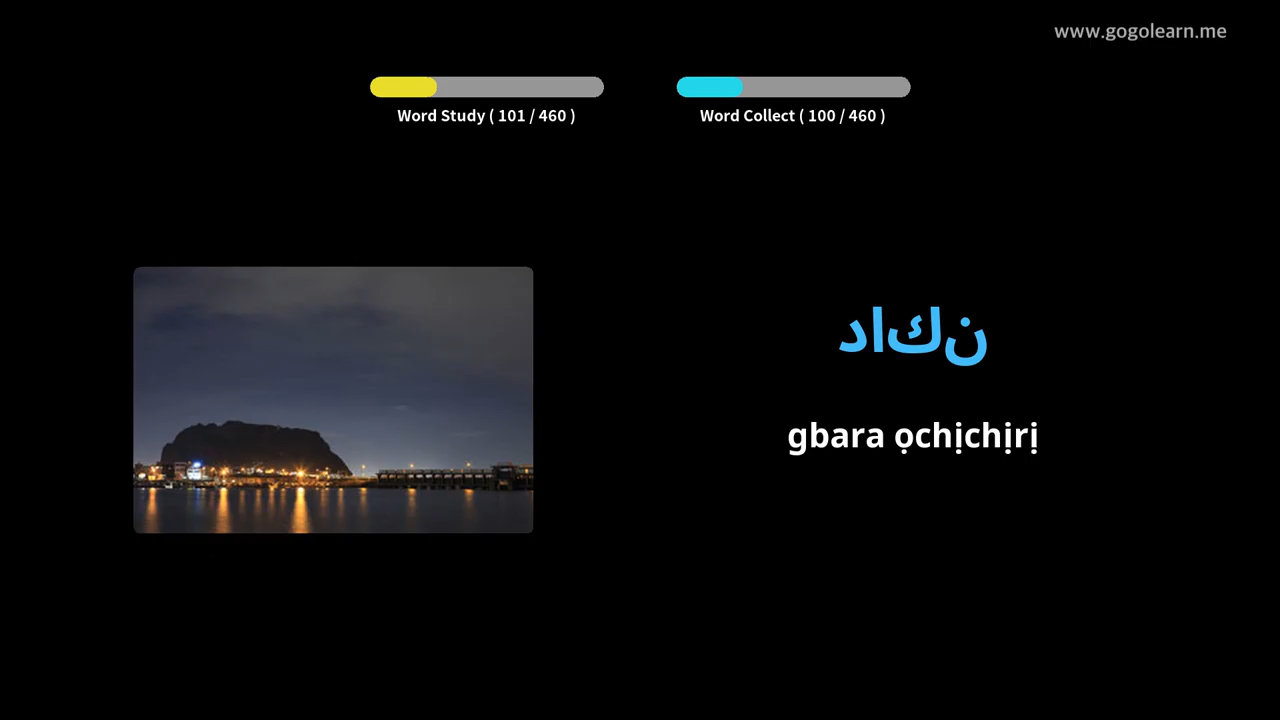 www.gogolearn.me
Word Study ( 101 / 460 )
Word Collect ( 100 / 460 )
داكن
gbara ọchịchịrị